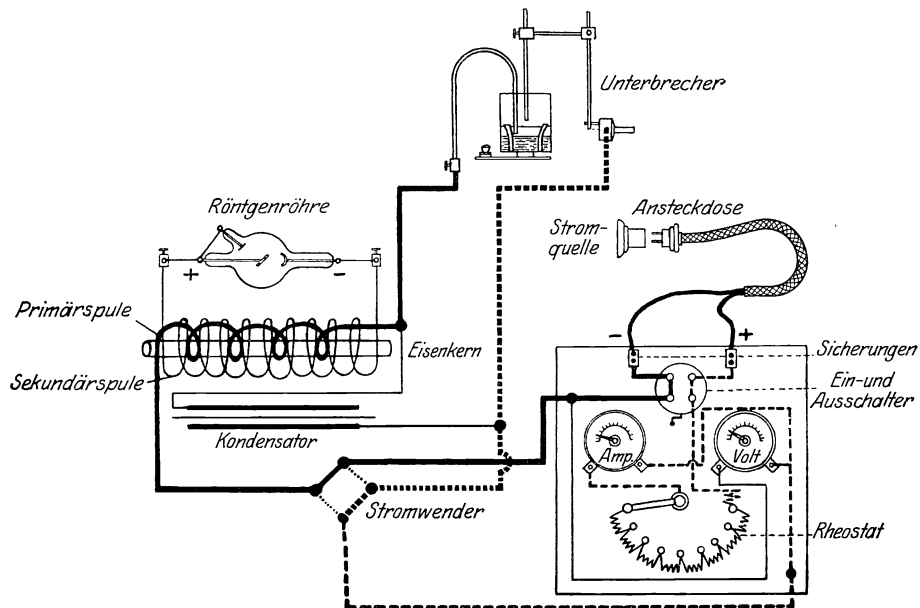 Unterbrecher
Röntgenröhre
Ansteckdose
Strom-
quelle
+
-
Primärspule
Eisenkern
Sekundärspule
-
+
Sicherungen
Ein-und
Ausschalter
Kondensator
Amp.
Volt
Stromwender
Rheostat